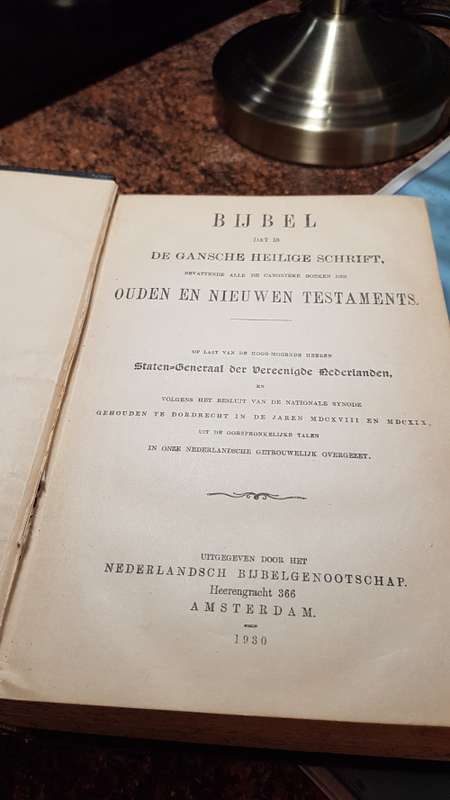 BIJBEL
DAT IS
DE GANSCHE HEILIGE SCHRIFT,
BEVATTENDE ALLE DE CANONIEKE BOEKEN DES
OUDEN EN NIEUWEN TESTAMENTS.
OP LAST VAN DE HOOG-MOGENDE HEEREN
Staten-Generaal der Vereenigde Nederlanden,
EN
VOLGENS HET BESLUIT VAN DE NATIONALE SYNODE
GEHOUDEN TE DORDRECHT IN DE JAREN MDCXVIII EN MDCXIX,
UIT DE OORSPRONKELIJKE TALEN
IN ONZE NEDERLANDSCHE GETROUWELIJK OVERGEZET.
UITGEGEVEN DOOR HET
NEDERLANDSCH BIJBELGENOOTSCHAP.
Heerengracht 366
AMSTERDAM.
1930